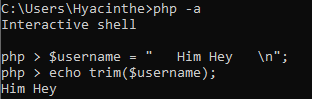 C:\Users\Hyacinthe>php -a
Interactive shell
php > $username = "   Him Hey   \n";
php > echo trim($username);
Him Hey